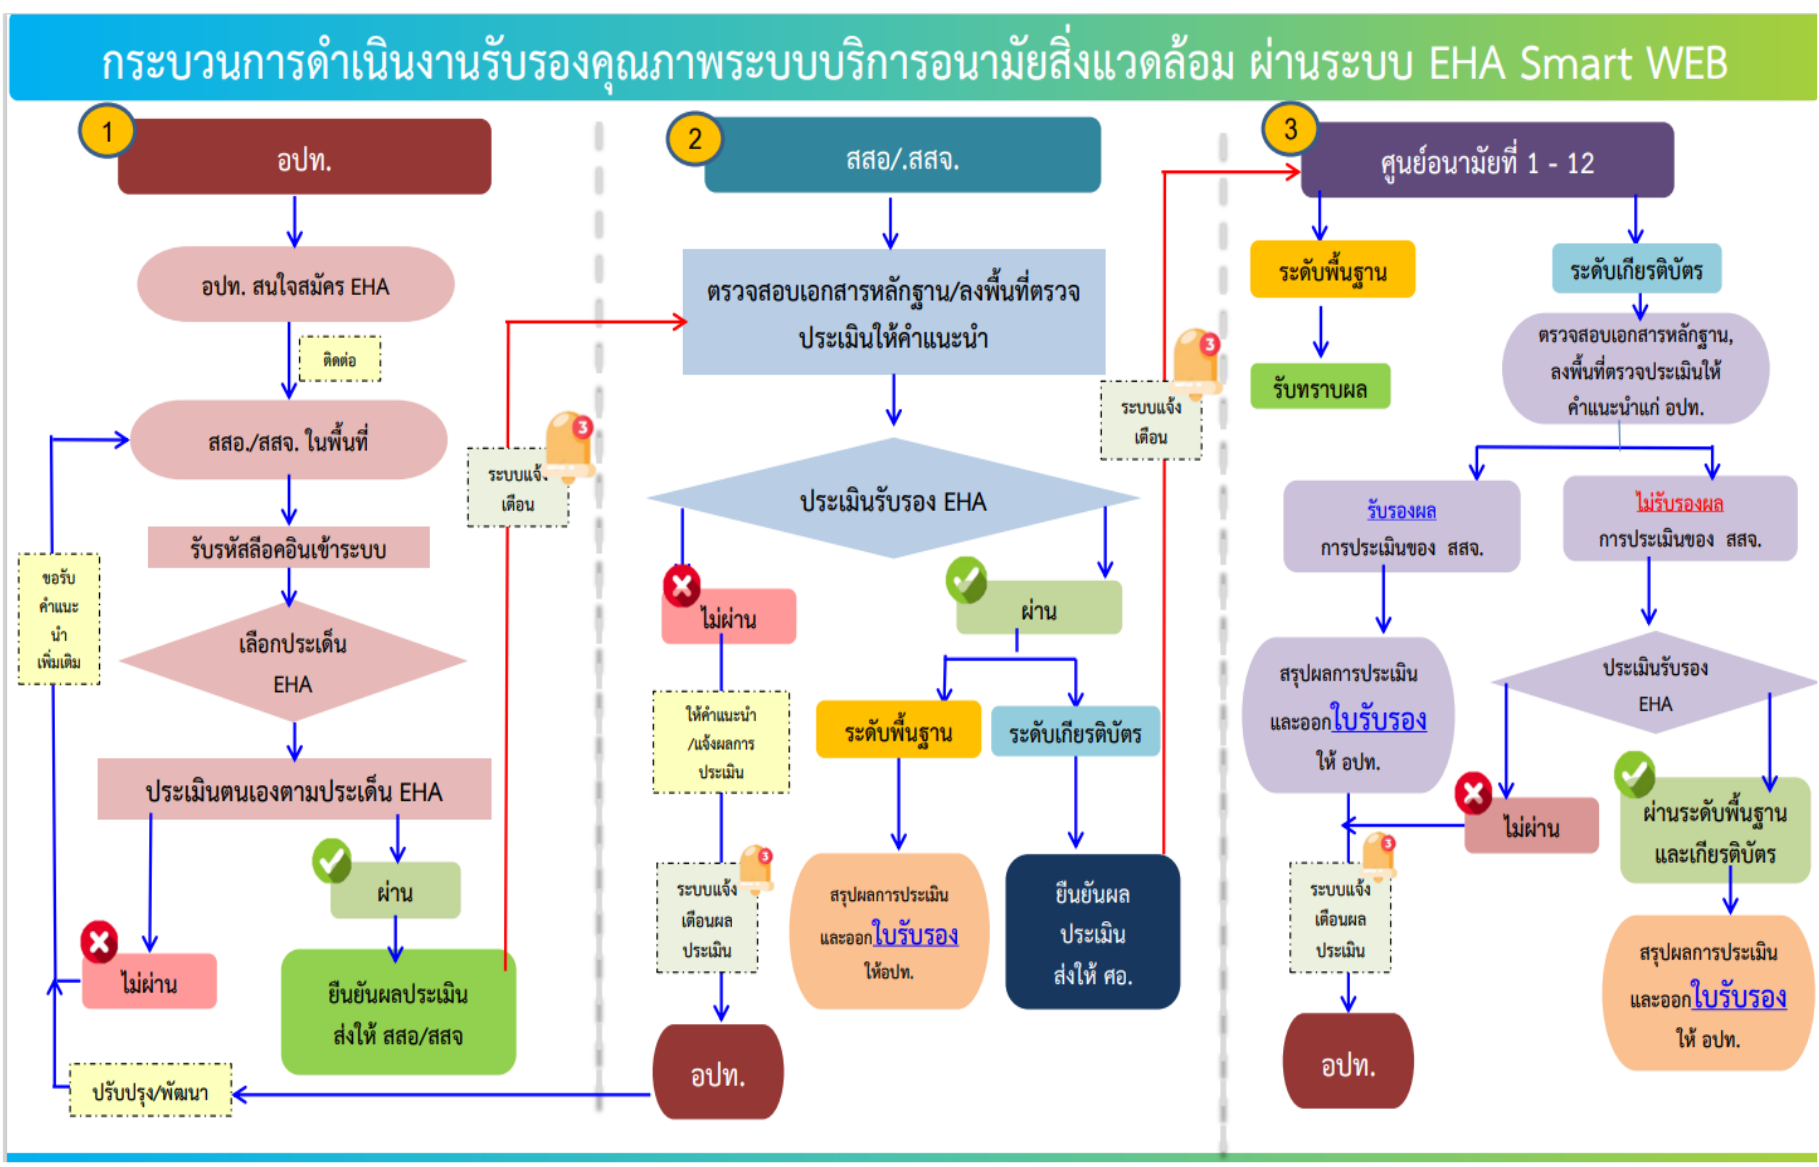 กระบวนการดำเนินงานรับรองคุณภาพระบบบริการอนามัยสิ่งแวดล้อม ผ่านระบบ EHA Smart WEB
1
อปท.
อปท. สนใจสมัคร EHA
ติดต่อ
สสอ./สสจ. ในพื้นที่
รับรหัสล๊อคอินเข้าระบบ
เลือกประเด็น
EHA
ประเมินตนเองตามประเด็น EHA
ผ่าน
ไม่ผ่าน
ยืนยันผลประเมิน
ส่งให้ สสอ/สสจ
ขอรับ
คำแนะ
นำ
เพิ่มเติม
ปรับปรุง/พัฒนา
ระบบแจ้ง
เตือน
3
2
สสอ/.สสจ.
ตรวจสอบเอกสารหลักฐาน/ลงพื้นที่ตรวจ
ประเมินให้คำแนะนำ
ประเมินรับรอง EHA
ไม่ผ่าน
ผ่าน
ให้คำแนะนำ
/แจ้งผลการ
ประเมิน
ระดับพื้นฐาน
ระดับเกียรติบัตร
ระบบแจ้ง
เตือนผล
ประเมิน
3
สรุปผลการประเมิน
และออกใบรับรอง
ให้อปท.
ยืนยันผล
ประเมิน
ส่งให้ ศอ.
อปท.
ระบบแจ้ง
เตือน
3
3
ศูนย์อนามัยที่ 1 - 12
ระดับพื้นฐาน
รับทราบผล
ระดับเกียรติบัตร
ตรวจสอบเอกสารหลักฐาน,
ลงพื้นที่ตรวจประเมินให้
คำแนะนำแก่ อปท.
รับรองผล
การประเมินของ สสจ.
ไม่รับรองผล
การประเมินของ สสจ.
สรุปผลการประเมิน
และออกใบรับรอง
ให้ อปท.
ประเมินรับรอง
EHA
ไม่ผ่าน
ผ่านระดับพื้นฐาน
และเกียรติบัตร
ระบบแจ้ง
เตือนผล
ประเมิน
3
อปท.
สรุปผลการประเมิน
และออกใบรับรอง
ให้ อปท.